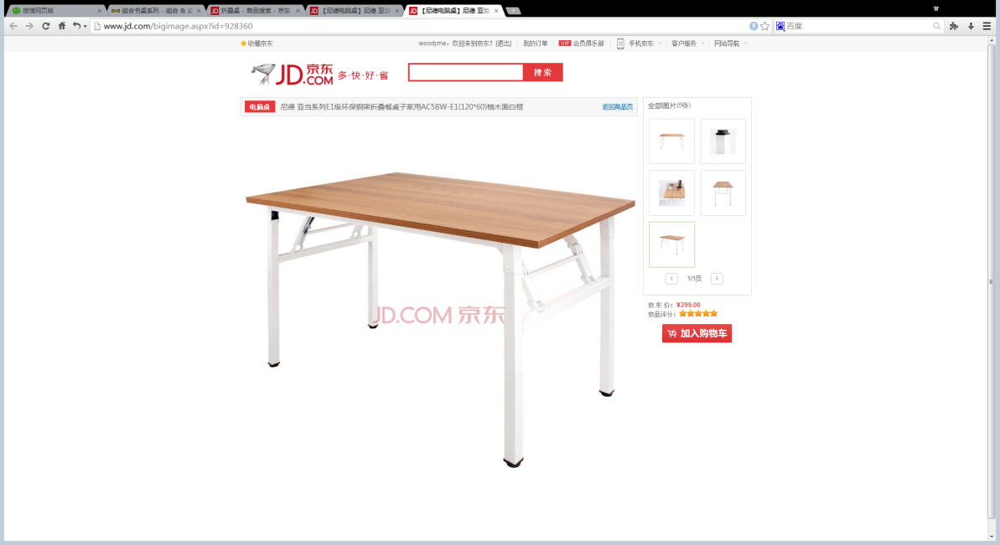 微信网页版
组合书桌系列 - 组合 &
折叠桌 - 商品搜索 - 京东
【尼德电脑桌】尼德 亚当
【尼德电脑桌】尼德 亚当
www.jd.com/bigimage.aspx?id=928360
百度
收藏京东
woodyme，欢迎来到京东！[退出]
我的订单
VIP 会员俱乐部
手机京东
客户服务
网站导航
JD.COM 京东 多·快·好·省
搜索
电脑桌 尼德 亚当系列E1级环保钢架折叠餐桌子家用AC5BW-E1(120*60)柚木面白框 返回商品页
全部图片(5张)
JD.COM 京东
1/1页
京 东 价：¥299.00
京品评分：
加入购物车